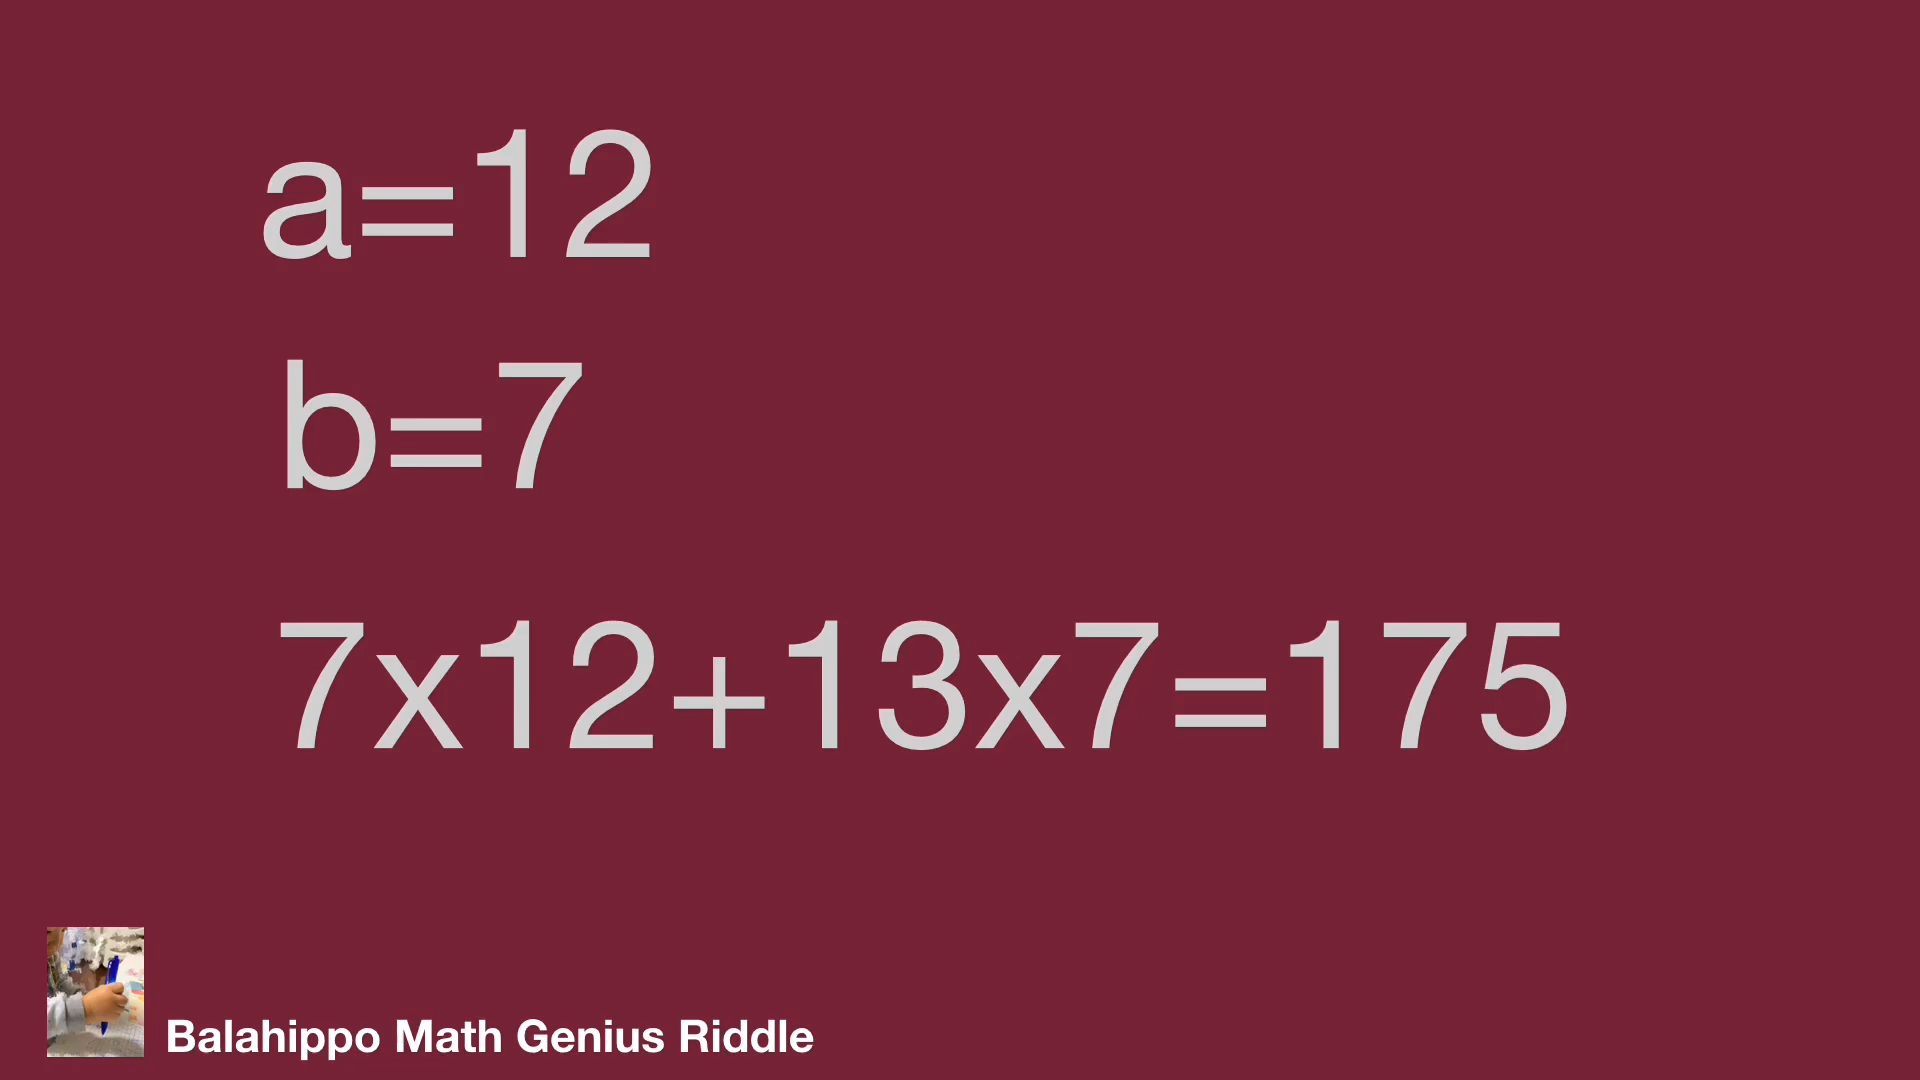 a=12
b=7
7x12+13x7=175
Balahippo Math Genius Riddle